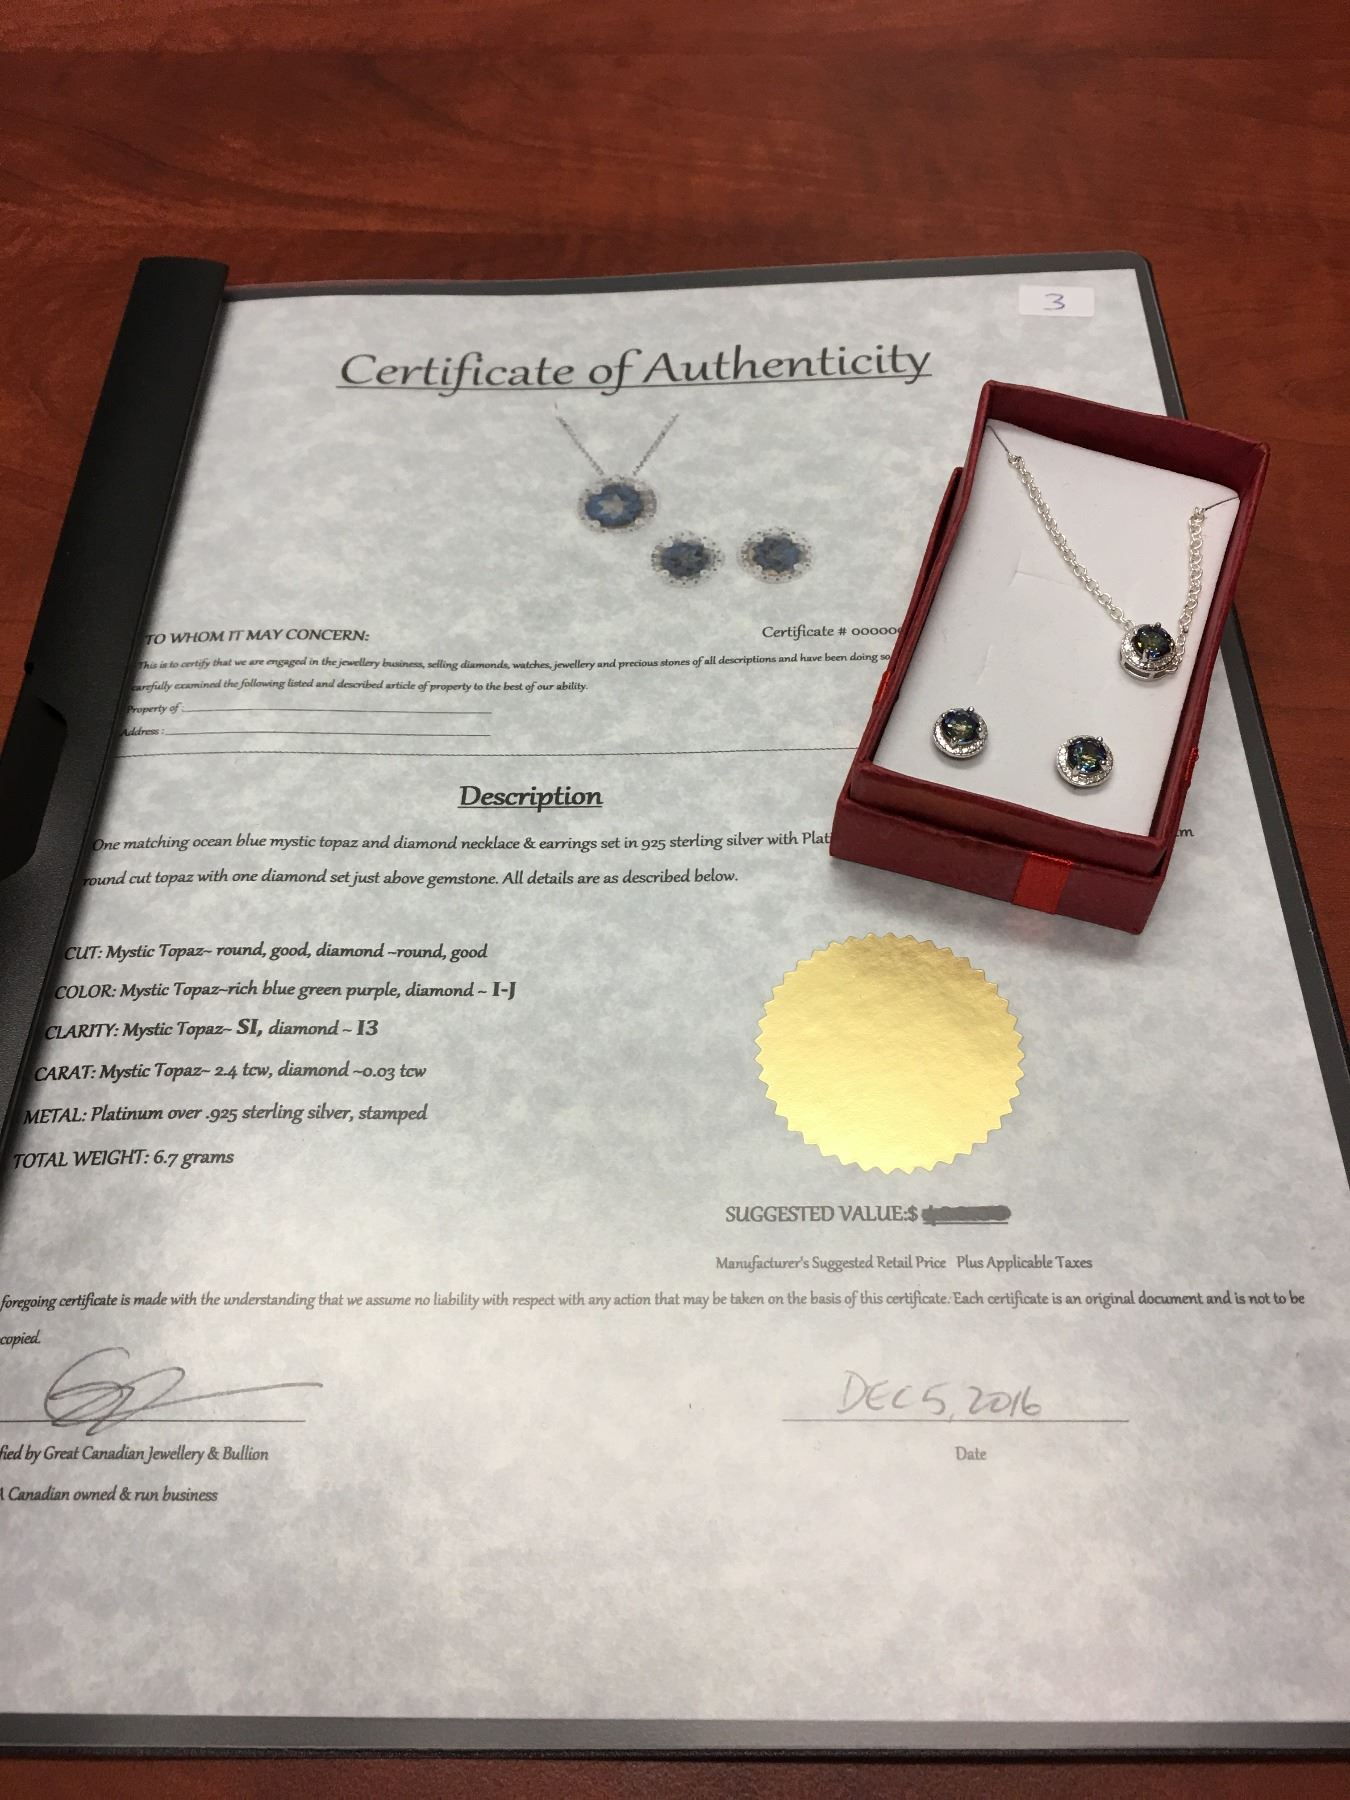 3
Certificate of Authenticity
TO WHOM IT MAY CONCERN:
Certificate #
This is to certify that we are engaged in the jewellery business, selling diamonds, watches, jewellery and precious stones of all descriptions and have been doing so
carefully examined the following listed and described article of property to the best of our ability.
Property of:
Address:
Description
One matching ocean blue mystic topaz and diamond necklace & earrings set in 925 sterling silver with
round cut topaz with one diamond set just above gemstone. All details are as described below.
CUT: Mystic Topaz~ round, good, diamond ~round, good
COLOR: Mystic Topaz~rich blue green purple, diamond ~ I-J
CLARITY: Mystic Topaz~ SI, diamond ~ I3
CARAT: Mystic Topaz~ 2.4 tcw, diamond ~0.03 tcw
METAL: Platinum over .925 sterling silver, stamped
TOTAL WEIGHT: 6.7 grams
SUGGESTED VALUE:$
Manufacturer's Suggested Retail Price Plus Applicable Taxes
foregoing certificate is made with the understanding that we assume no liability with respect with any action that may be taken on the basis of this certificate. Each certificate is an original document and is not to be
copied.
DEC 5, 2016
fied by Great Canadian Jewellery & Bullion
Date
A Canadian owned & run business